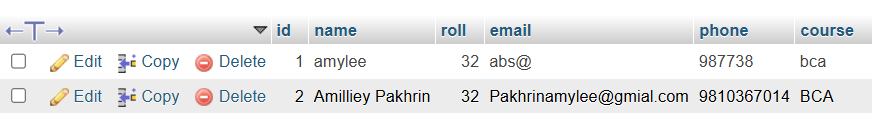 id name roll email phone course
Edit Copy Delete 1 amylee 32 abs@ 987738 bca
Edit Copy Delete 2 Amilliey Pakhrin 32 Pakhrinamylee@gmial.com 9810367014 BCA